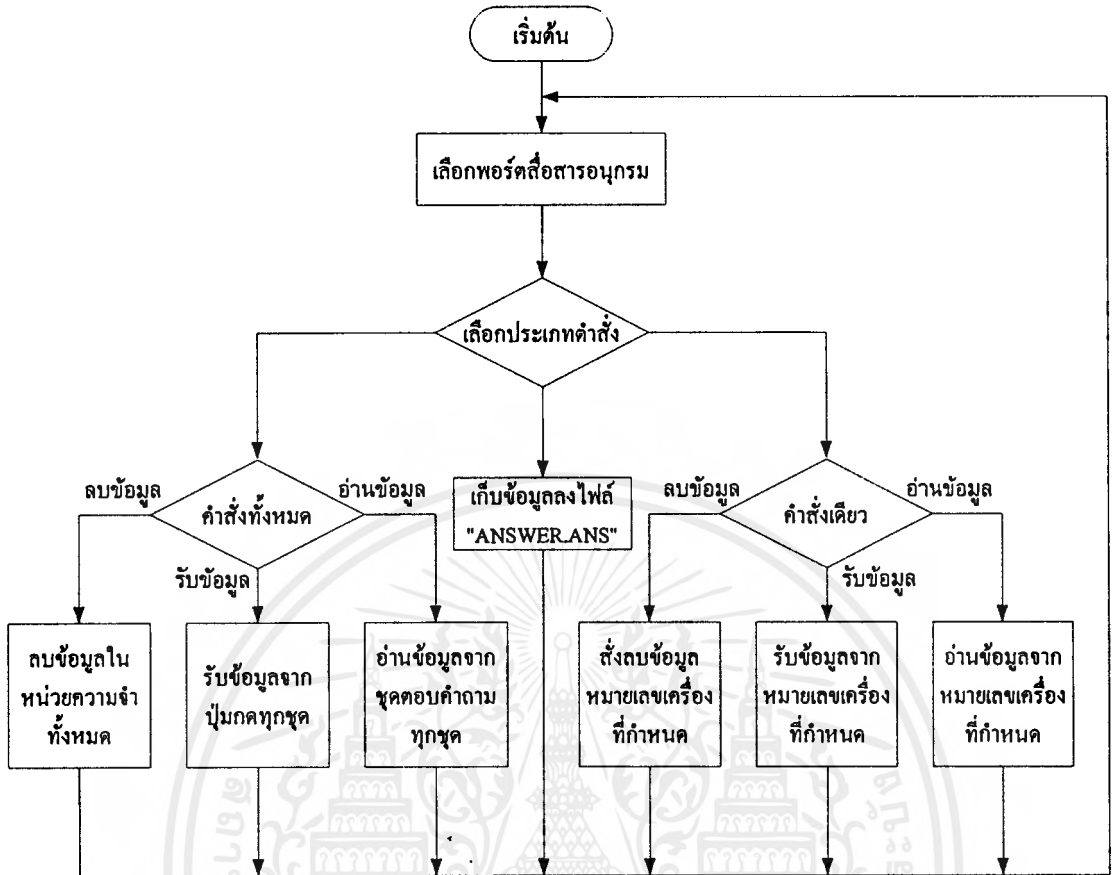 เริ่มต้น
เลือกพอร์ตสื่อสารอนุกรม
เลือกประเภทคำสั่ง
ลบข้อมูล
คำสั่งทั้งหมด
อ่านข้อมูล
รับข้อมูล
เก็บข้อมูลลงไฟล์
"ANSWER.ANS"
ลบข้อมูล
คำสั่งเดียว
อ่านข้อมูล
รับข้อมูล
ลบข้อมูลใน
หน่วยความจำ
ทั้งหมด
รับข้อมูลจาก
ปุ่มกดทุกชุด
อ่านข้อมูลจาก
ชุดตอบคำถาม
ทุกชุด
สั่งลบข้อมูล
หมายเลขเครื่อง
ที่กำหนด
รับข้อมูลจาก
หมายเลขเครื่อง
ที่กำหนด
อ่านข้อมูลจาก
หมายเลขเครื่อง
ที่กำหนด